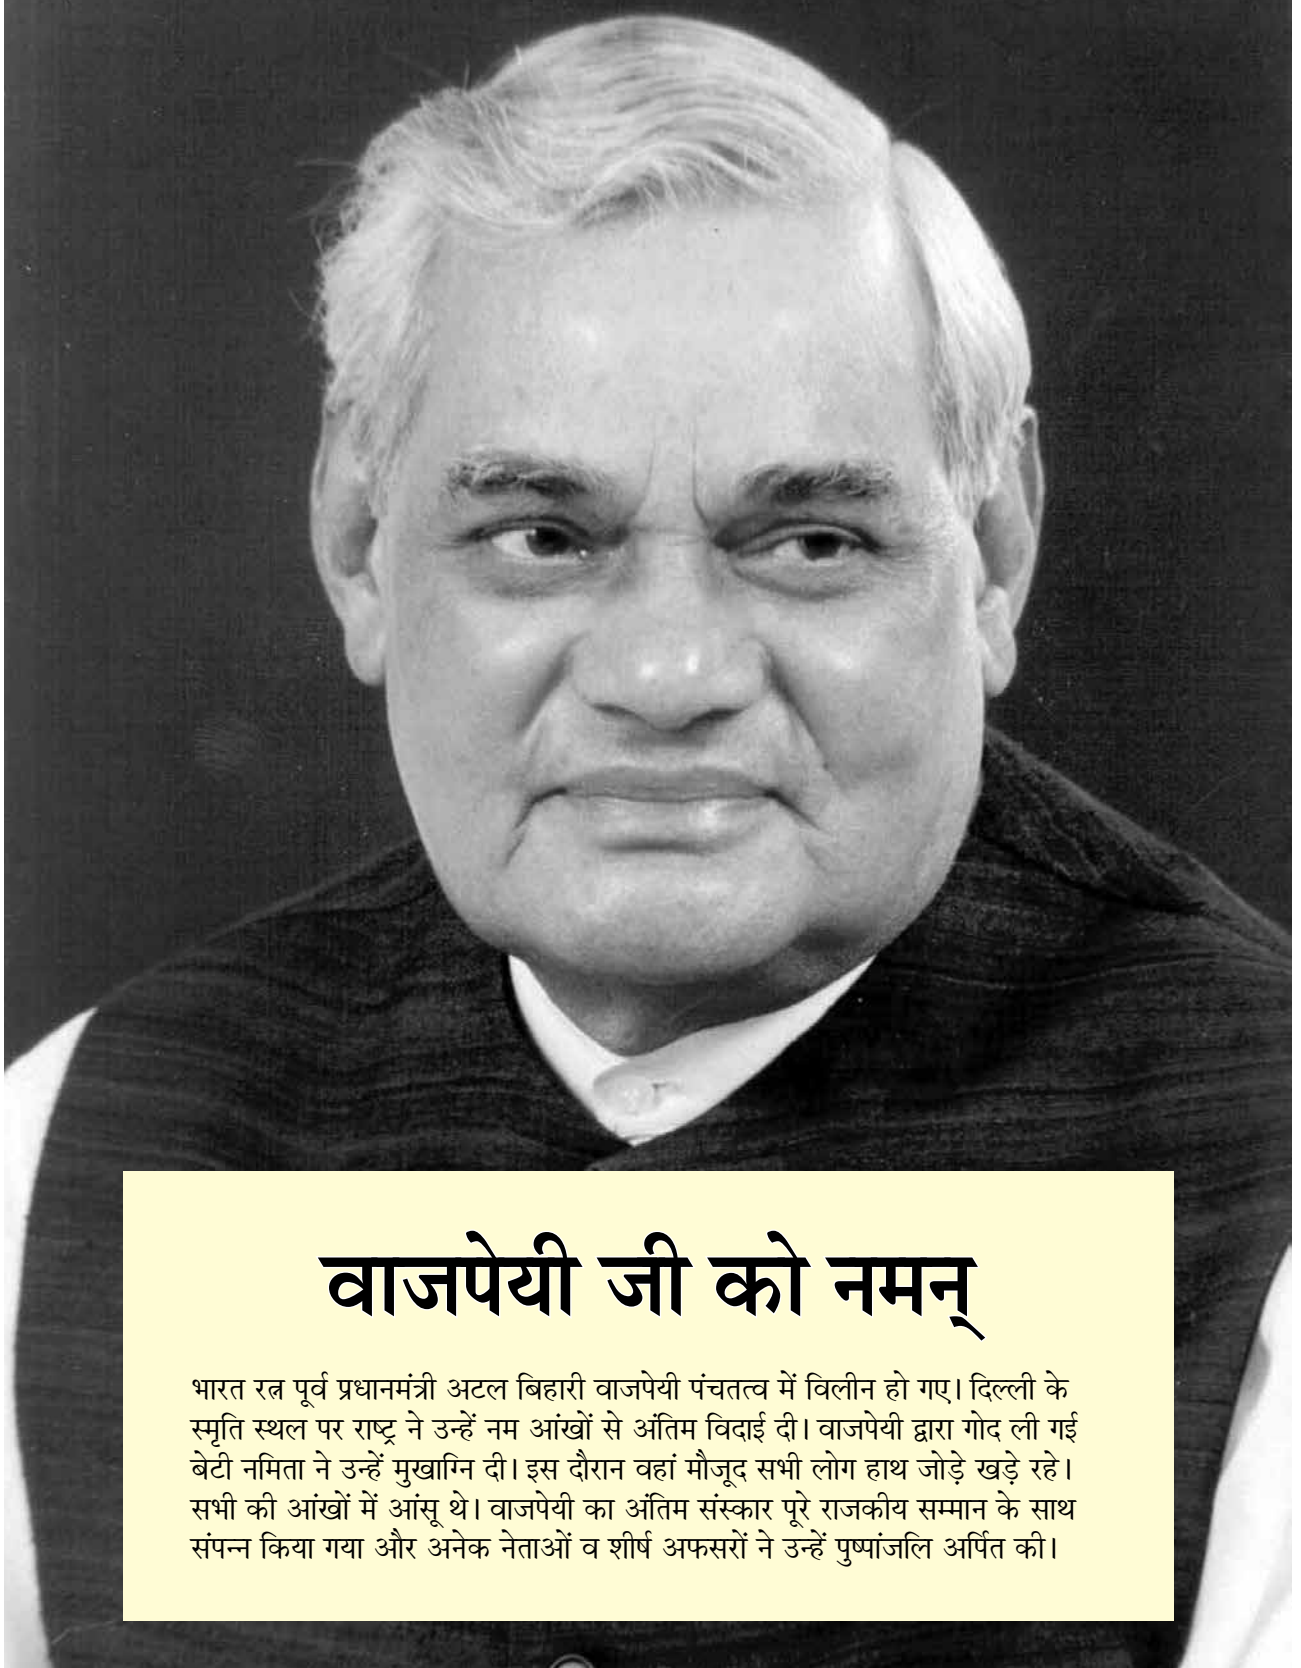 वाजपेयी जी को नमन्
भारत रत्न पूर्व प्रधानमंत्री अटल बिहारी वाजपेयी पंचतत्व में विलीन हो गए। दिल्ली के
स्मृति स्थल पर राष्ट्र ने उन्हें नम आंखों से अंतिम विदाई दी। वाजपेयी द्वारा गोद ली गई
बेटी नमिता ने उन्हें मुखाग्नि दी। इस दौरान वहां मौजूद सभी लोग हाथ जोड़े खड़े रहे।
सभी की आंखों में आंसू थे। वाजपेयी का अंतिम संस्कार पूरे राजकीय सम्मान के साथ
संपन्न किया गया और अनेक नेताओं व शीर्ष अफसरों ने उन्हें पुष्पांजलि अर्पित की।